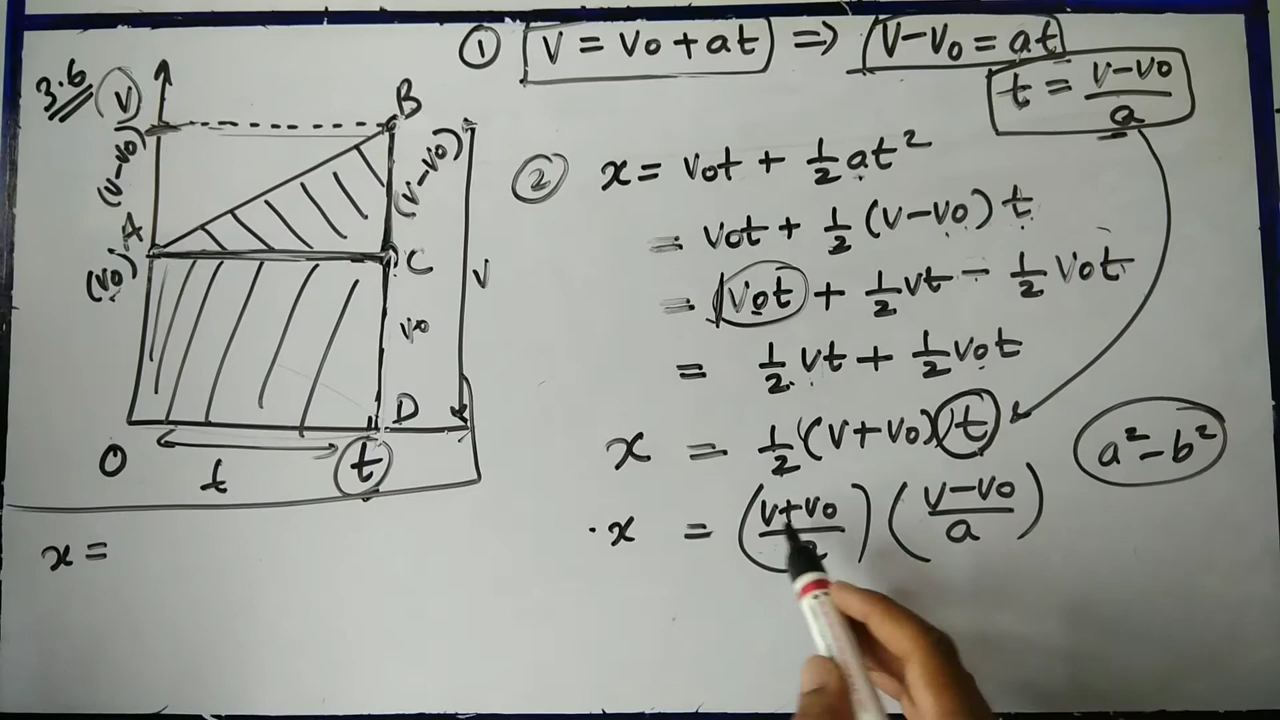 ① V = V₀ + at ⇒ V-V₀ = at
t = V-V₀/a
3.6
V
(V-V₀)
A
(V₀)
B
(V-V₀)
C
V₀
V
D
O
t
t
x =
② x = V₀t + ½at²
= V₀t + ½(V-V₀)t
= V₀t + ½Vt - ½V₀t
= ½Vt + ½V₀t
x = ½(V+V₀)t
a²-b²
·x = (V+V₀/2)(V-V₀/a)